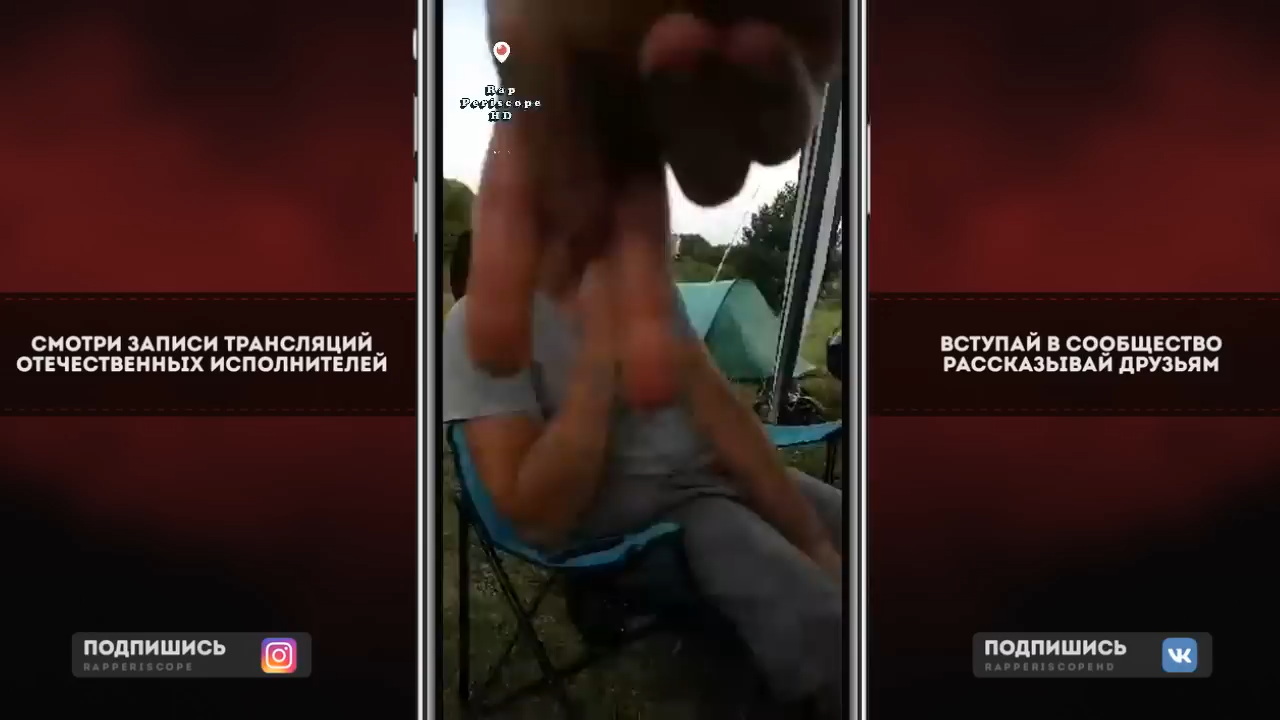 Rap
Periscope
HD
СМОТРИ ЗАПИСИ ТРАНСЛЯЦИЙ
ОТЕЧЕСТВЕННЫХ ИСПОЛНИТЕЛЕЙ
ВСТУПАЙ В СООБЩЕСТВО
РАССКАЗЫВАЙ ДРУЗЬЯМ
ПОДПИШИСЬ
RAPPERISCOPE
ПОДПИШИСЬ
RAPPERISCOPEHD